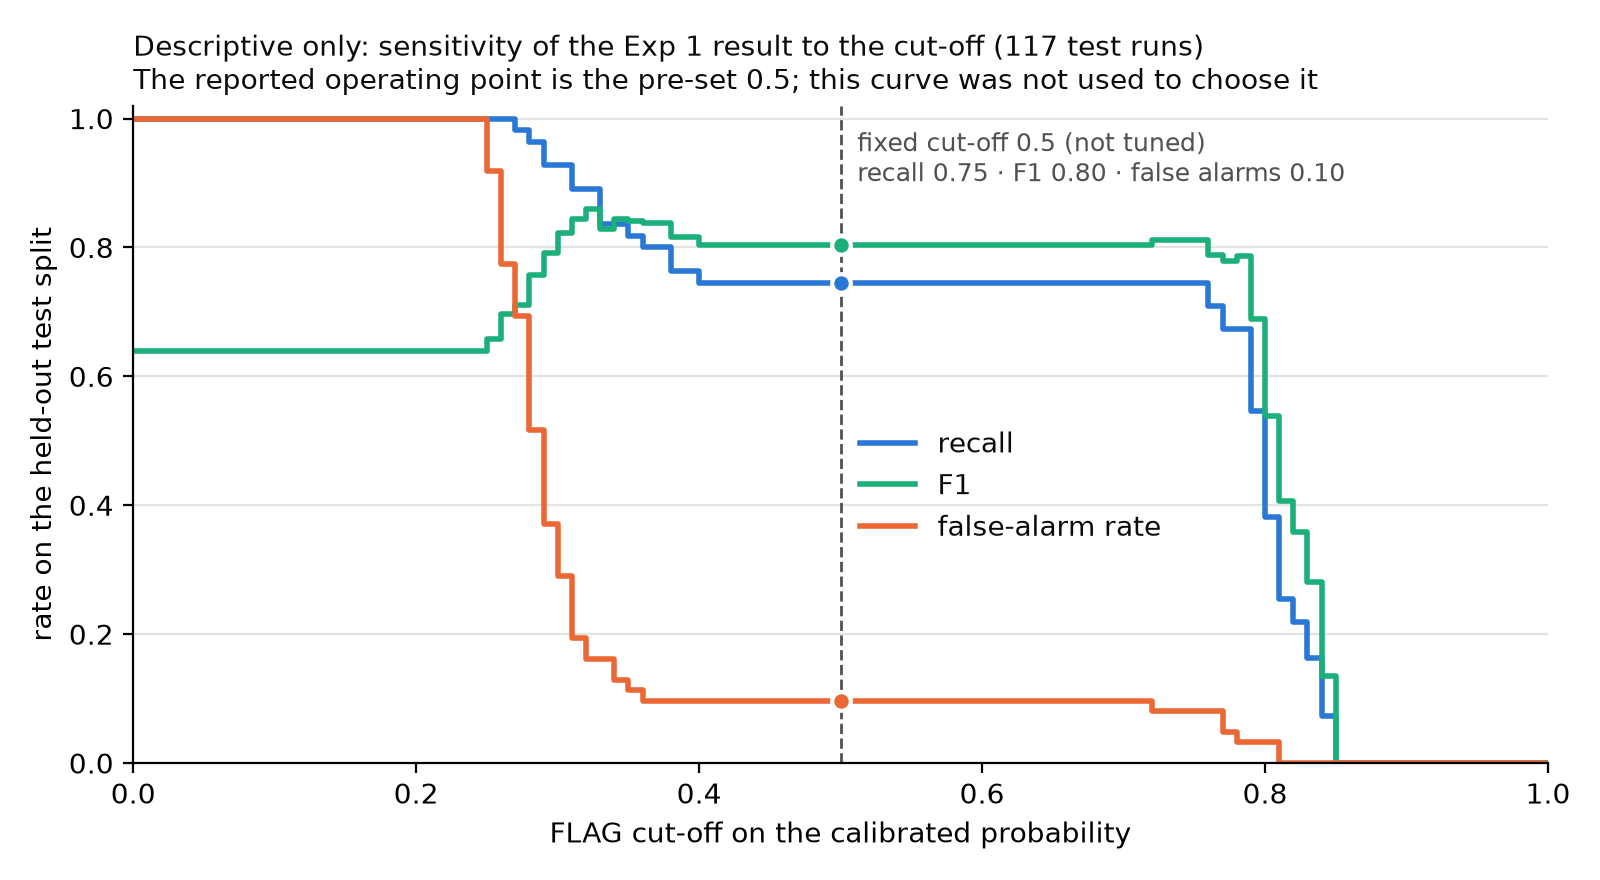 Descriptive only: sensitivity of the Exp 1 result to the cut-off (117 test runs)
The reported operating point is the pre-set 0.5; this curve was not used to choose it
fixed cut-off 0.5 (not tuned)
recall 0.75 · F1 0.80 · false alarms 0.10
rate on the held-out test split
1.0
0.8
0.6
0.4
0.2
0.0
recall
F1
false-alarm rate
0.0 0.2 0.4 0.6 0.8 1.0
FLAG cut-off on the calibrated probability